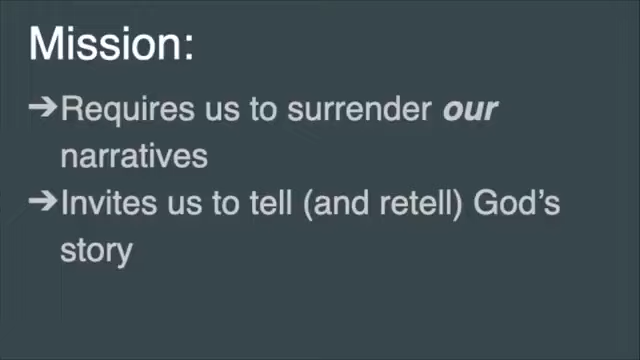 Mission:
➔Requires us to surrender our
narratives
➔Invites us to tell (and retell) God's
story